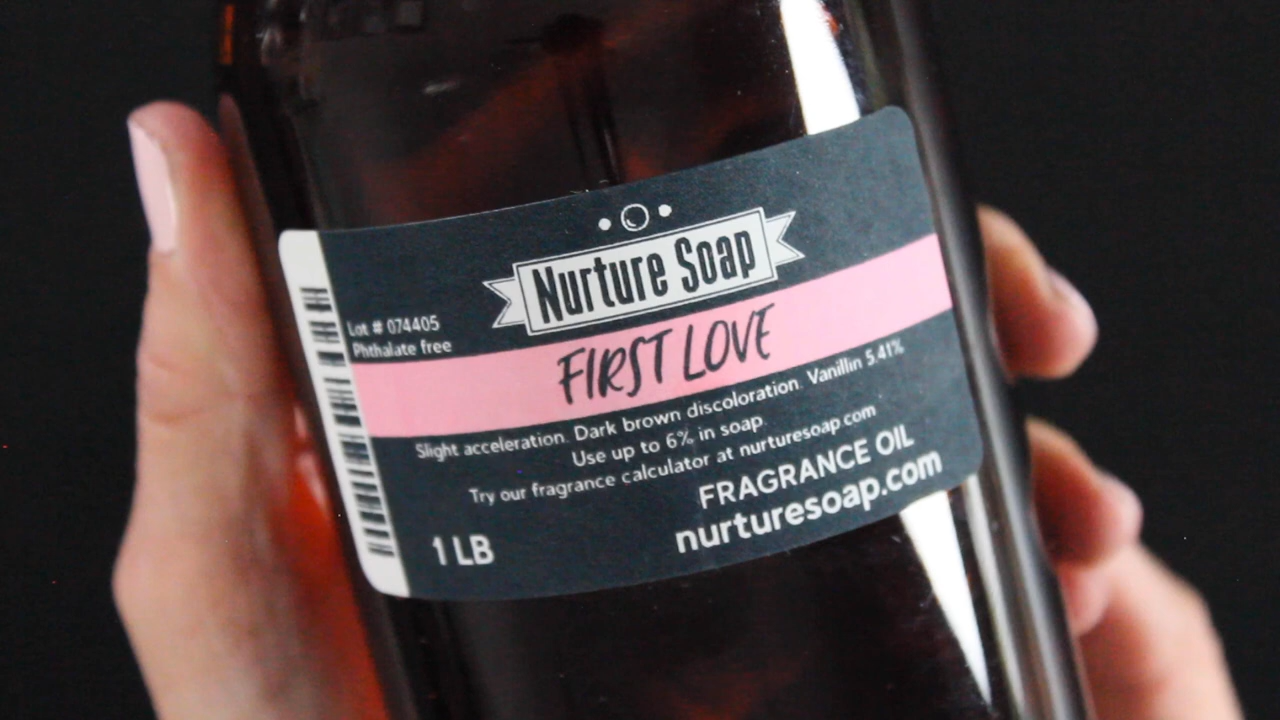 Nurture Soap
Lot # 074405
Phthalate free
FIRST LOVE
Slight acceleration. Dark brown discoloration. Vanillin 5.41%
Use up to 6% in soap.
Try our fragrance calculator at nurturesoap.com
FRAGRANCE OIL
1 LB
nurturesoap.com